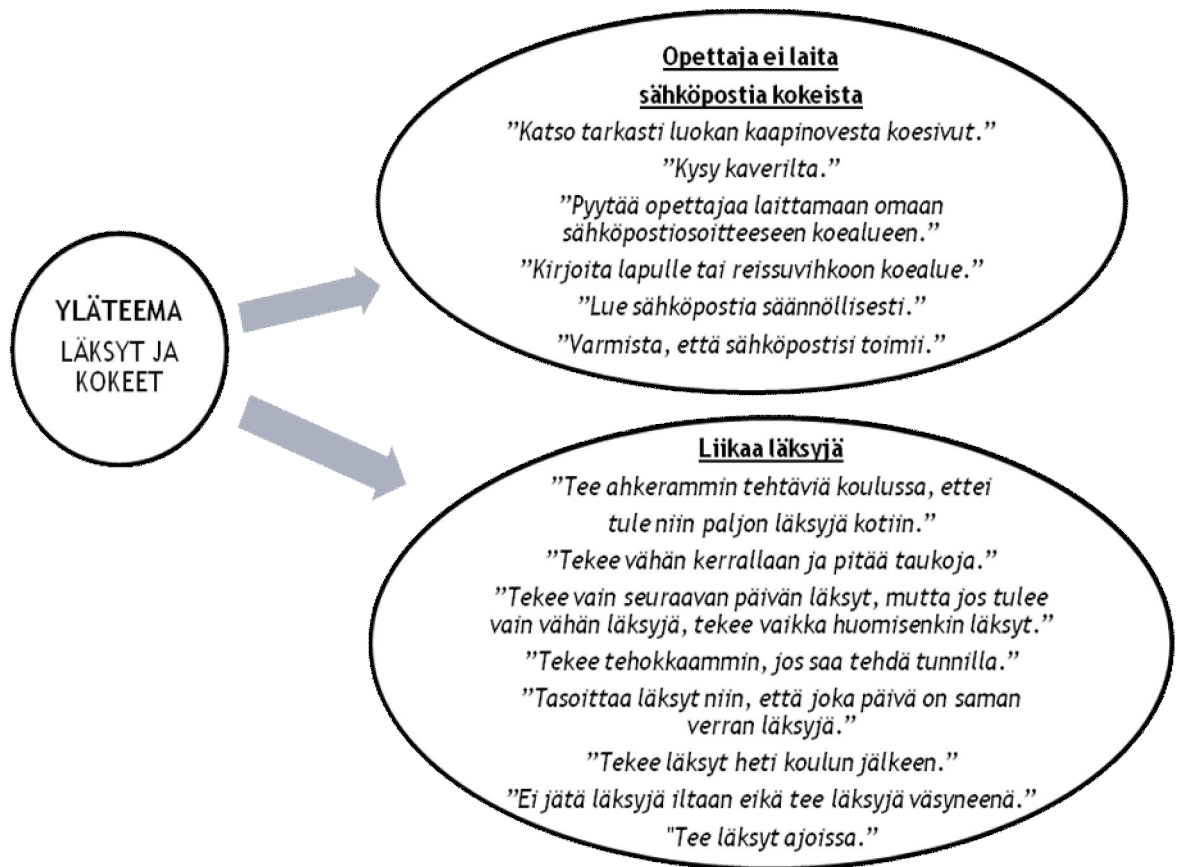 YLÄTEEMA
LÄKSYT JA
KOKEET
Opettaja ei laita
sähköpostia kokeista
”Katso tarkasti luokan kaapinovesta koesivut.”
”Kysy kaverilta.”
”Pyytää opettajaa laittamaan omaan
sähköpostiosoitteeseen koealueen.”
”Kirjoita lapulle tai reissuvihkoon koealue.”
”Lue sähköpostia säännöllisesti.”
”Varmista, että sähköpostisi toimii.”
Liikaa läksyjä
”Tee ahkerammin tehtäviä koulussa, ettei
tule niin paljon läksyjä kotiin.”
”Tekee vähän kerrallaan ja pitää taukoja.”
”Tekee vain seuraavan päivän läksyt, mutta jos tulee
vain vähän läksyjä, tekee vaikka huomisenkin läksyt.”
”Tekee tehokkaammin, jos saa tehdä tunnilla.”
”Tasoittaa läksyt niin, että joka päivä on saman
verran läksyjä.”
”Tekee läksyt heti koulun jälkeen.”
”Ei jätä läksyjä iltaan eikä tee läksyjä väsyneenä.”
"Tee läksyt ajoissa.”